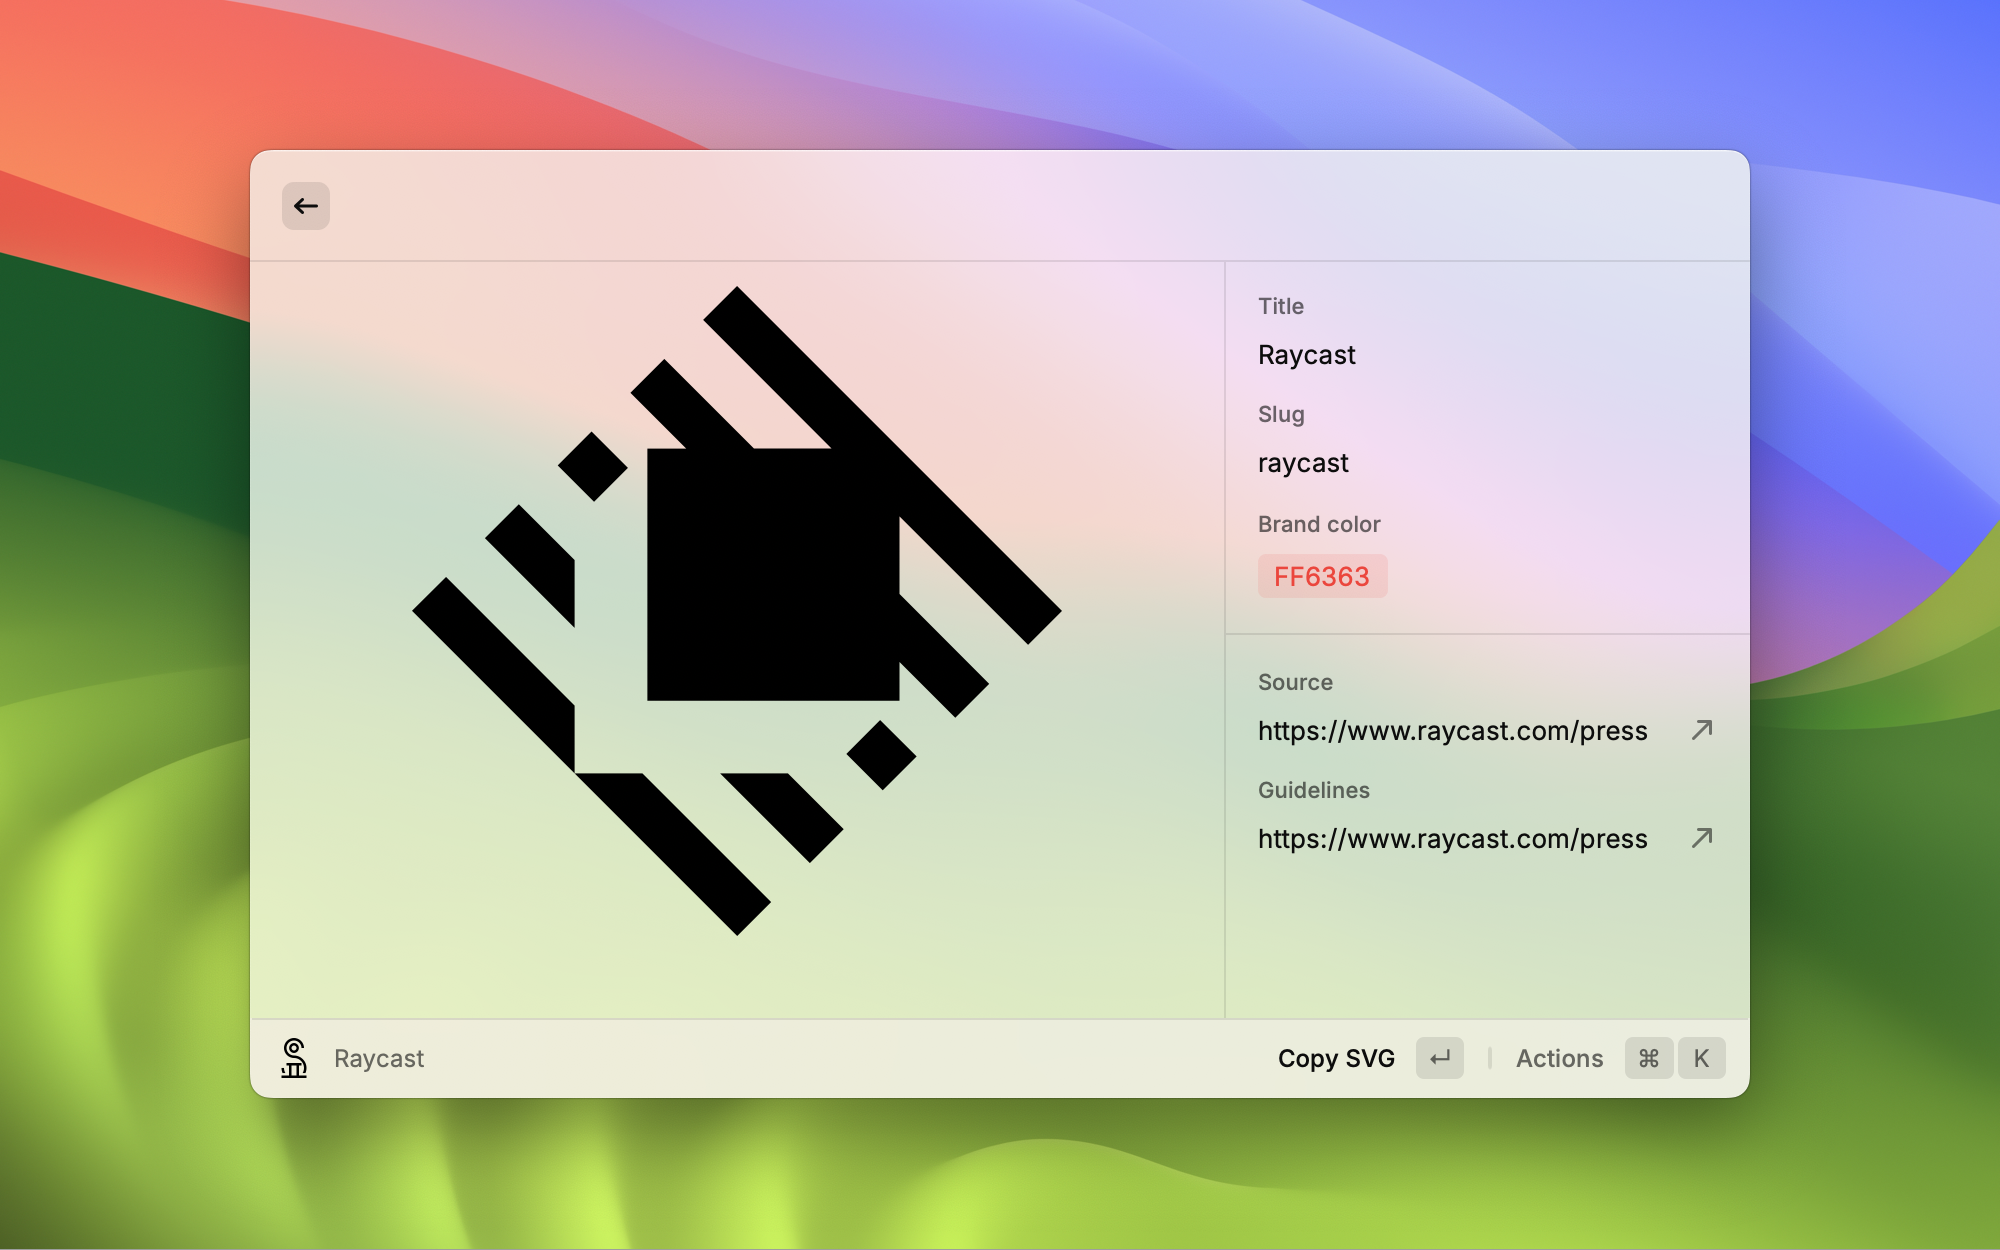 Title
Raycast
Slug
raycast
Brand color
FF6363
Source
https://www.raycast.com/press
Guidelines
https://www.raycast.com/press
Raycast
Copy SVG ↵ Actions ⌘ K